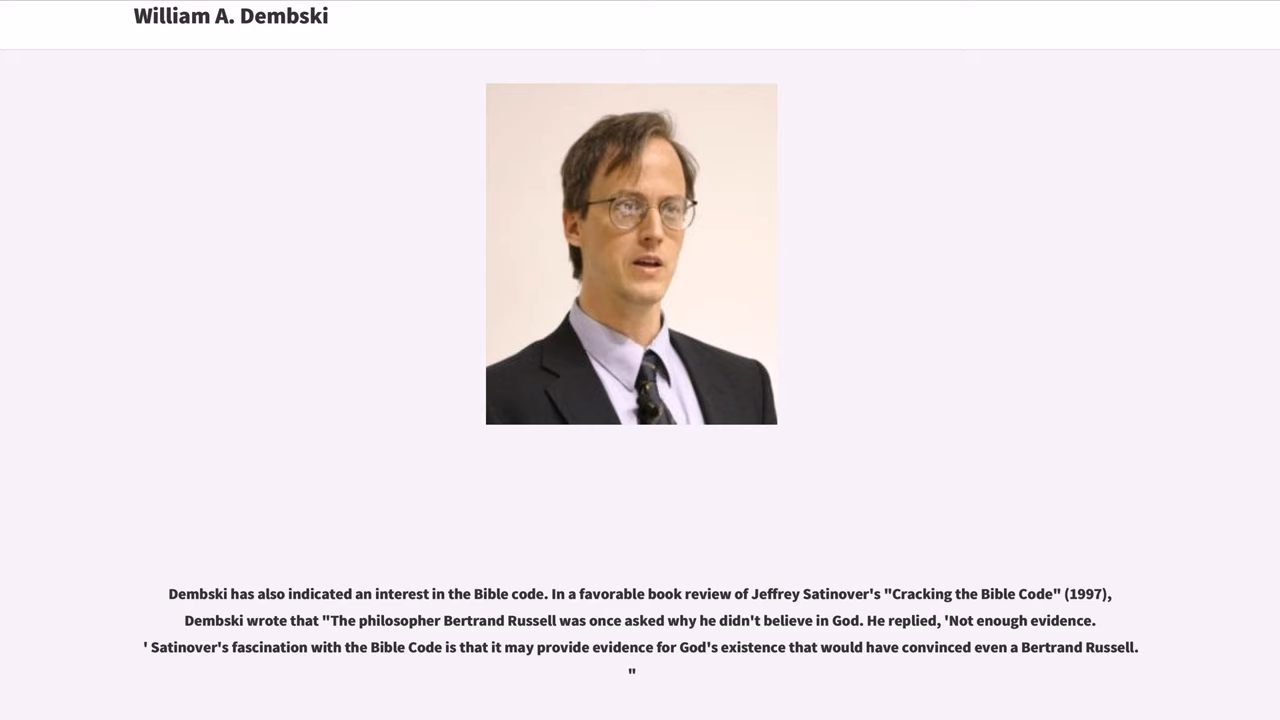 William A. Dembski
Dembski has also indicated an interest in the Bible code. In a favorable book review of Jeffrey Satinover's "Cracking the Bible Code" (1997),
Dembski wrote that "The philosopher Bertrand Russell was once asked why he didn't believe in God. He replied, 'Not enough evidence.
' Satinover's fascination with the Bible Code is that it may provide evidence for God's existence that would have convinced even a Bertrand Russell.
"